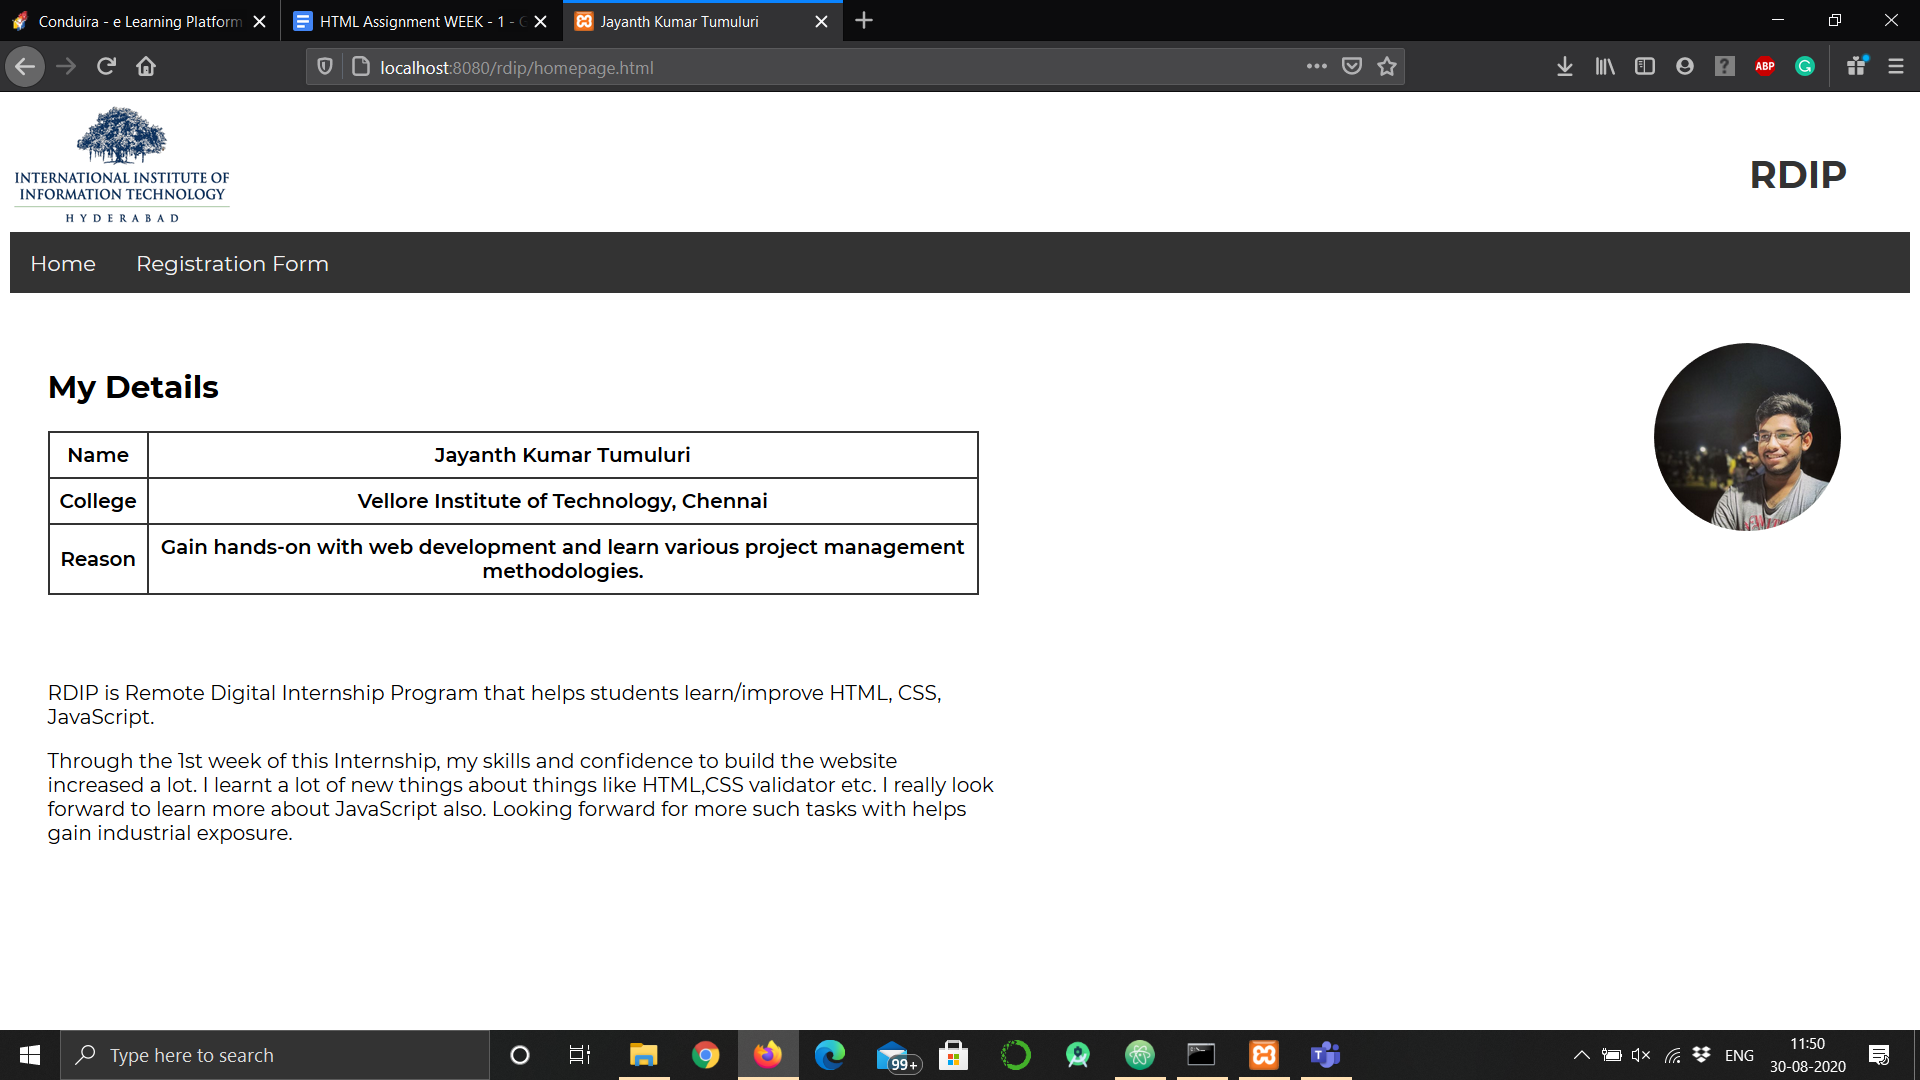 Conduira - e Learning Platform
HTML Assignment WEEK - 1 - G
Jayanth Kumar Tumuluri
localhost:8080/rdip/homepage.html
ABP
INTERNATIONAL INSTITUTE OF
INFORMATION TECHNOLOGY
HYDERABAD
RDIP
Home Registration Form
My Details
Name Jayanth Kumar Tumuluri
College Vellore Institute of Technology, Chennai
Reason Gain hands-on with web development and learn various project management
methodologies.
RDIP is Remote Digital Internship Program that helps students learn/improve HTML, CSS,
JavaScript.
Through the 1st week of this Internship, my skills and confidence to build the website
increased a lot. I learnt a lot of new things about things like HTML,CSS validator etc. I really look
forward to learn more about JavaScript also. Looking forward for more such tasks with helps
gain industrial exposure.
Type here to search
99+
ENG
11:50
30-08-2020